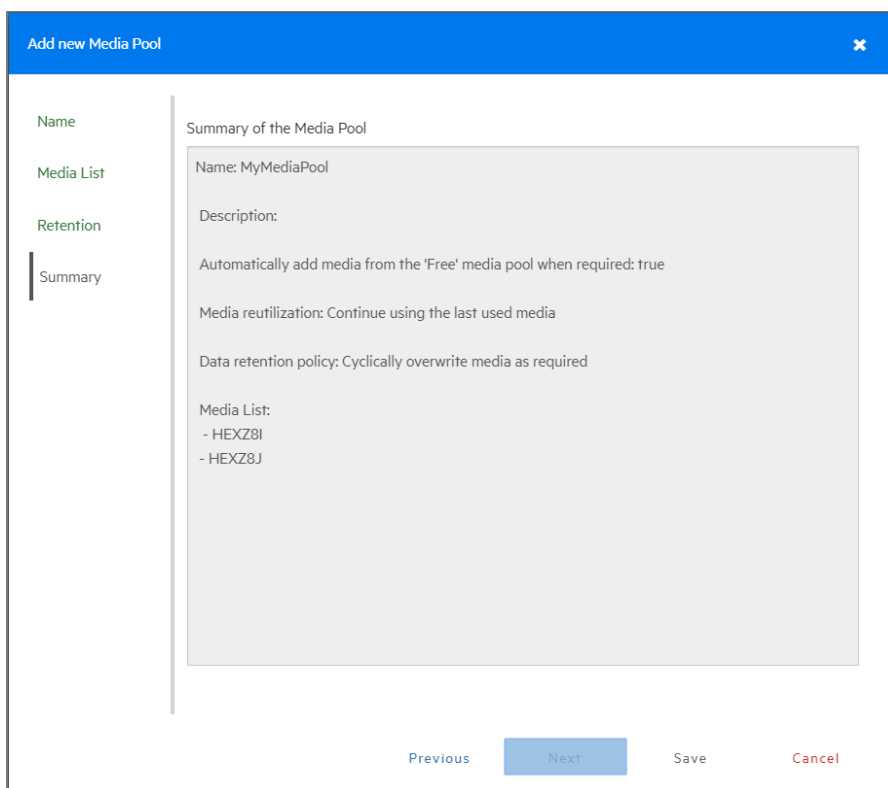 Add new Media Pool
Name
Media List
Retention
Summary
Summary of the Media Pool
Name: MyMediaPool
Description:
Automatically add media from the 'Free' media pool when required: true
Media reutilization: Continue using the last used media
Data retention policy: Cyclically overwrite media as required
Media List:
- HEXZ8I
- HEXZ8J
Previous
Next
Save
Cancel